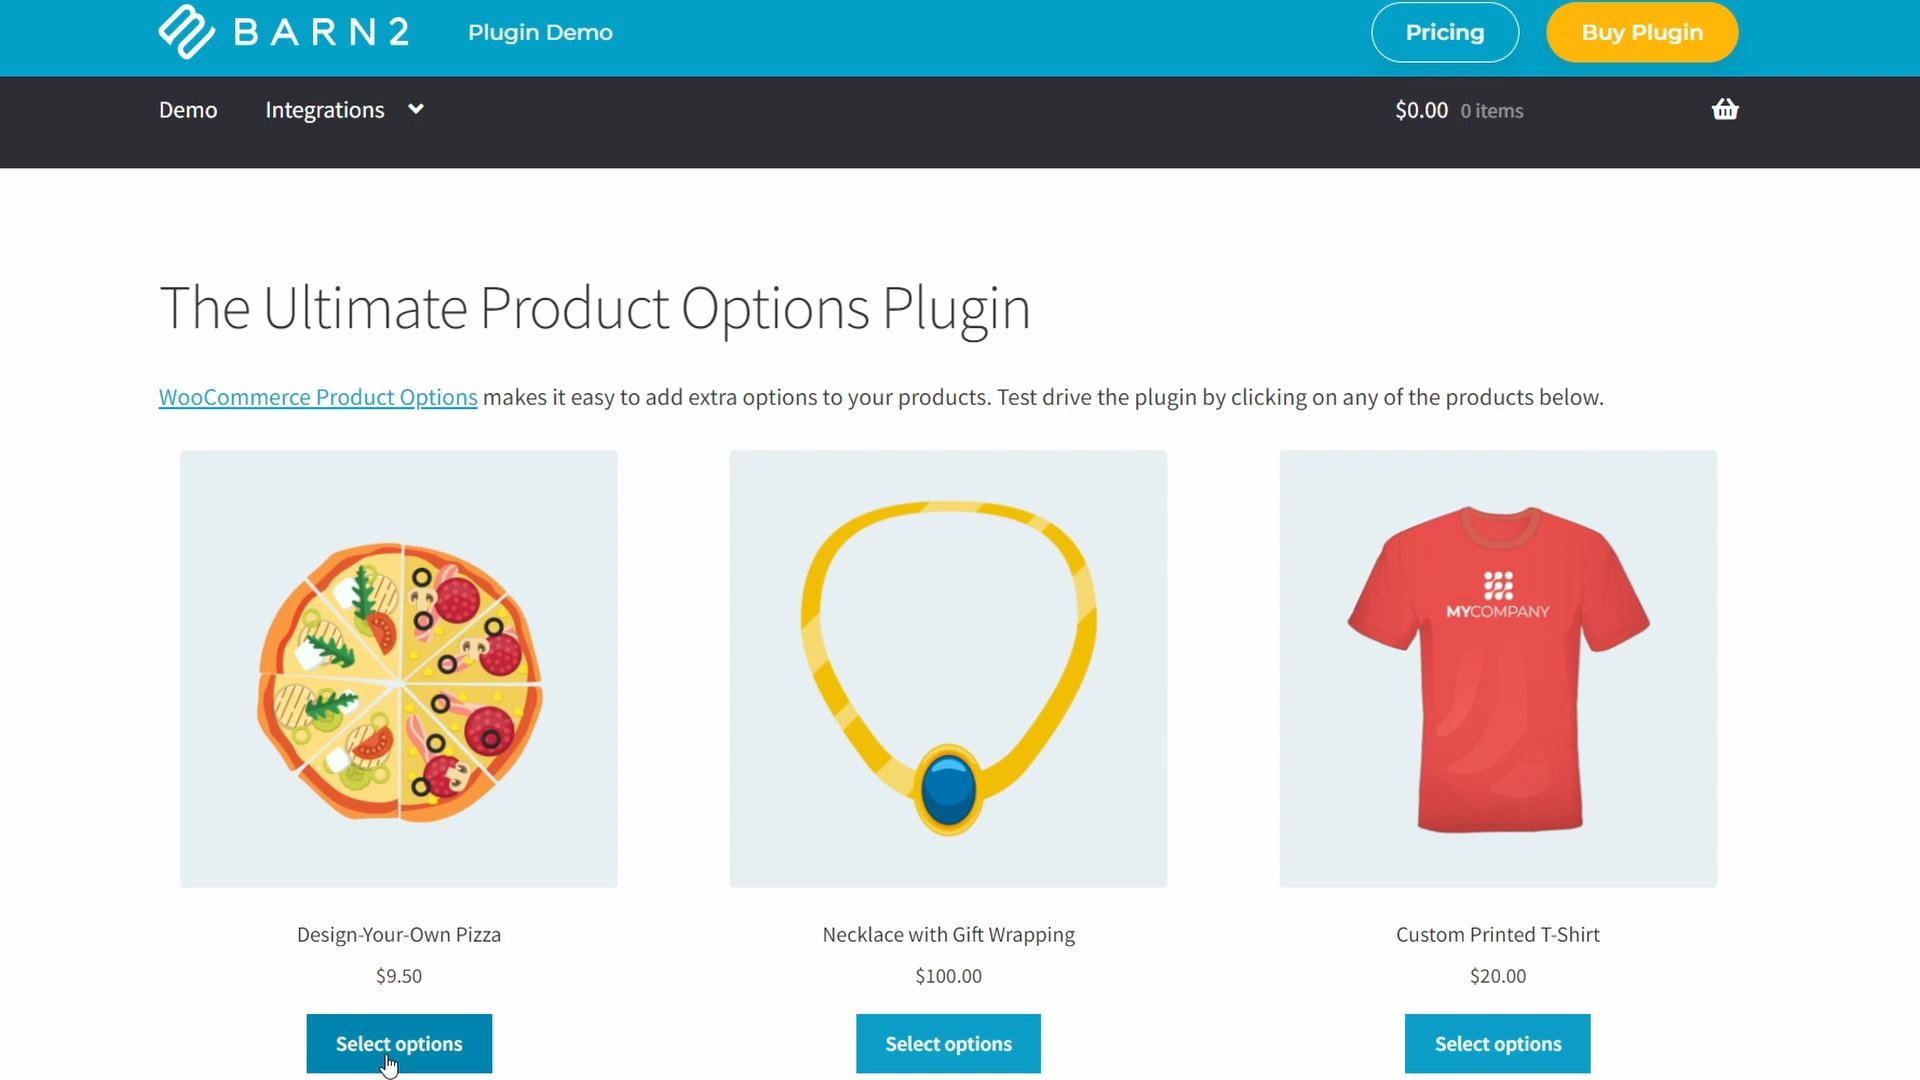 BARN2
Plugin Demo
Pricing
Buy Plugin
Demo
Integrations
$0.00 0 items
The Ultimate Product Options Plugin
WooCommerce Product Options makes it easy to add extra options to your products. Test drive the plugin by clicking on any of the products below.
MYCOMPANY
Design-Your-Own Pizza
$9.50
Select options
Necklace with Gift Wrapping
$100.00
Select options
Custom Printed T-Shirt
$20.00
Select options